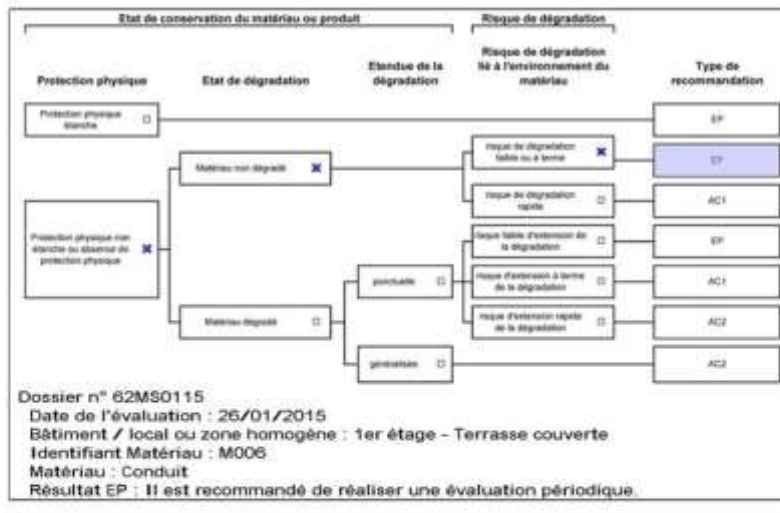 Etat de conservation du matériau ou produit
Risque de dégradation
Protection physique
Etat de dégradation
Etendue de la
dégradation
Risque de dégradation
lié à l'environnement du
matériau
Type de
recommandation
Protection physique
étanche
EP
Matériau non dégradé
risque de dégradation
faible ou à terme
risque de dégradation
rapide
AC1
Protection physique non
étanche ou absence de
protection physique
risque faible d'extension de
la dégradation
EP
ponctuelle
risque d'extension à terme
de la dégradation
AC1
Matériau dégradé
risque d'extension rapide
de la dégradation
AC2
généralisée
AC2
Dossier n° 62MS0115
Date de l'évaluation : 26/01/2015
Bâtiment / local ou zone homogène : 1er étage - Terrasse couverte
Identifiant Matériau : M006
Matériau : Conduit
Résultat EP : Il est recommandé de réaliser une évaluation périodique.